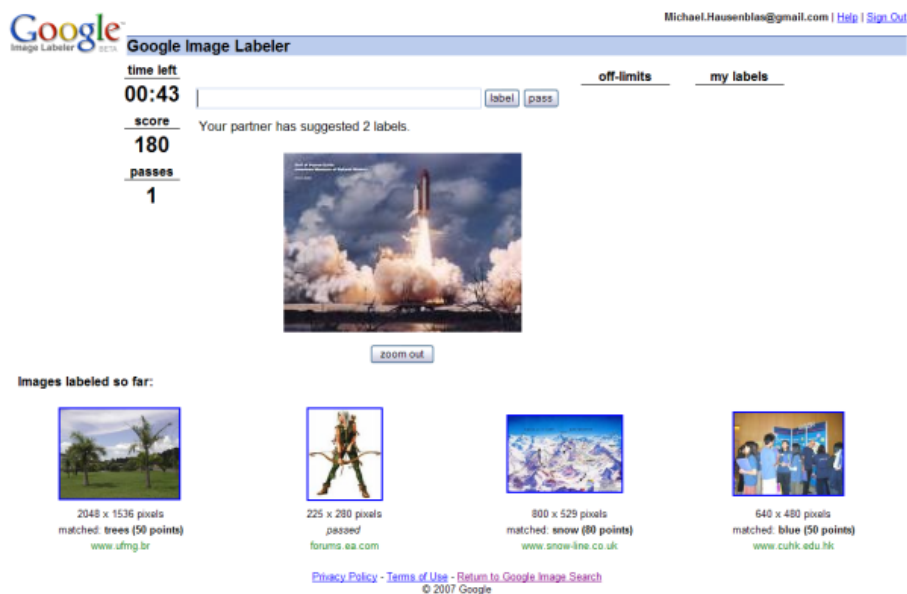 Michael.Hausenblas@gmail.com | Help | Sign Out
Google
Image Labeler BETA
Google Image Labeler
time left
00:43
score
180
passes
1
label pass
Your partner has suggested 2 labels.
off-limits my labels
zoom out
Images labeled so far:
2048 x 1536 pixels
matched: trees (50 points)
www.ufmg.br
225 x 280 pixels
passed
forums.ea.com
800 x 529 pixels
matched: snow (80 points)
www.snow-line.co.uk
640 x 480 pixels
matched: blue (50 points)
www.cuhk.edu.hk
Privacy Policy - Terms of Use - Return to Google Image Search
© 2007 Google